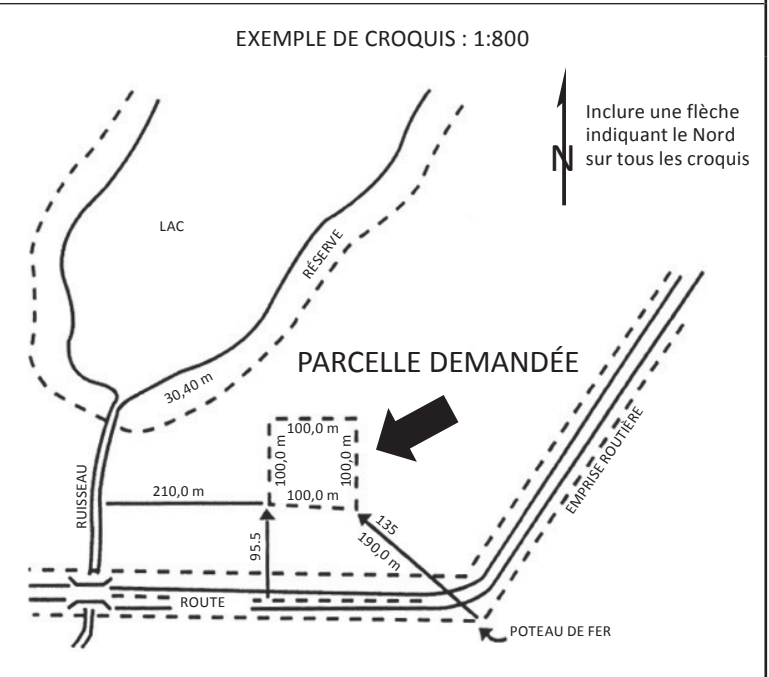 EXEMPLE DE CROQUIS : 1:800
Inclure une flèche
indiquant le Nord
sur tous les croquis
N
LAC
RÉSERVE
30,40 m
PARCELLE DEMANDÉE
100,0 m
100,0 m
100,0 m
100,0 m
RUISSEAU
210,0 m
95.5
135
190,0 m
EMPRISE ROUTIÈRE
ROUTE
POTEAU DE FER